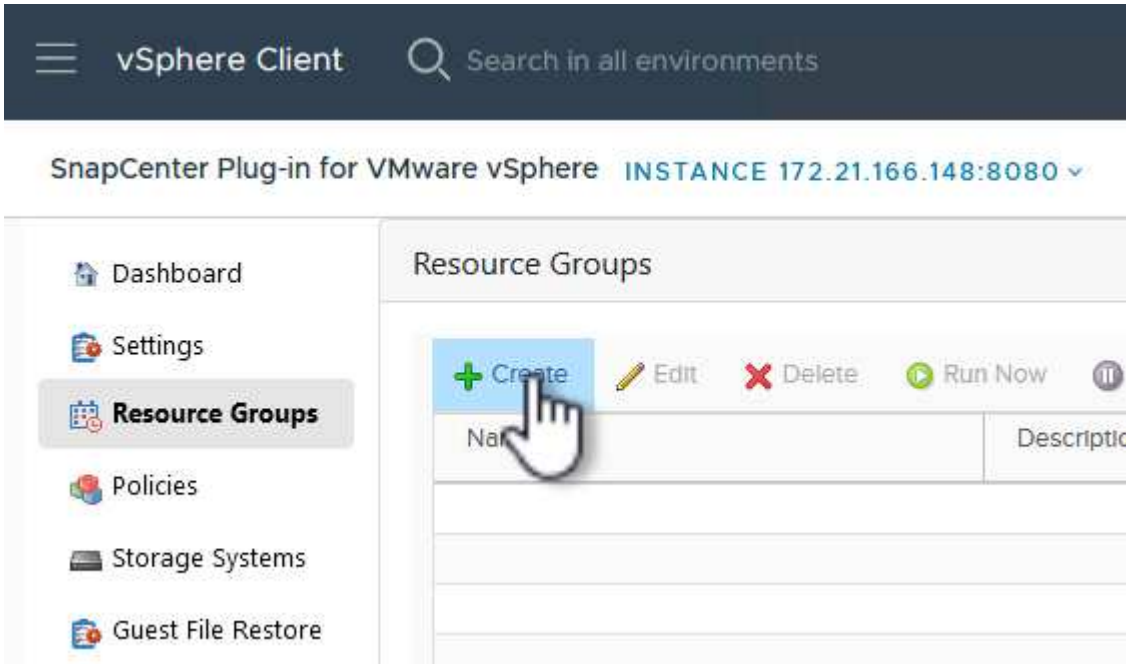 vSphere Client Search in all environments
SnapCenter Plug-in for VMware vSphere INSTANCE 172.21.166.148:8080
Dashboard
Settings
Resource Groups
Policies
Storage Systems
Guest File Restore
Resource Groups
Create Edit Delete Run Now